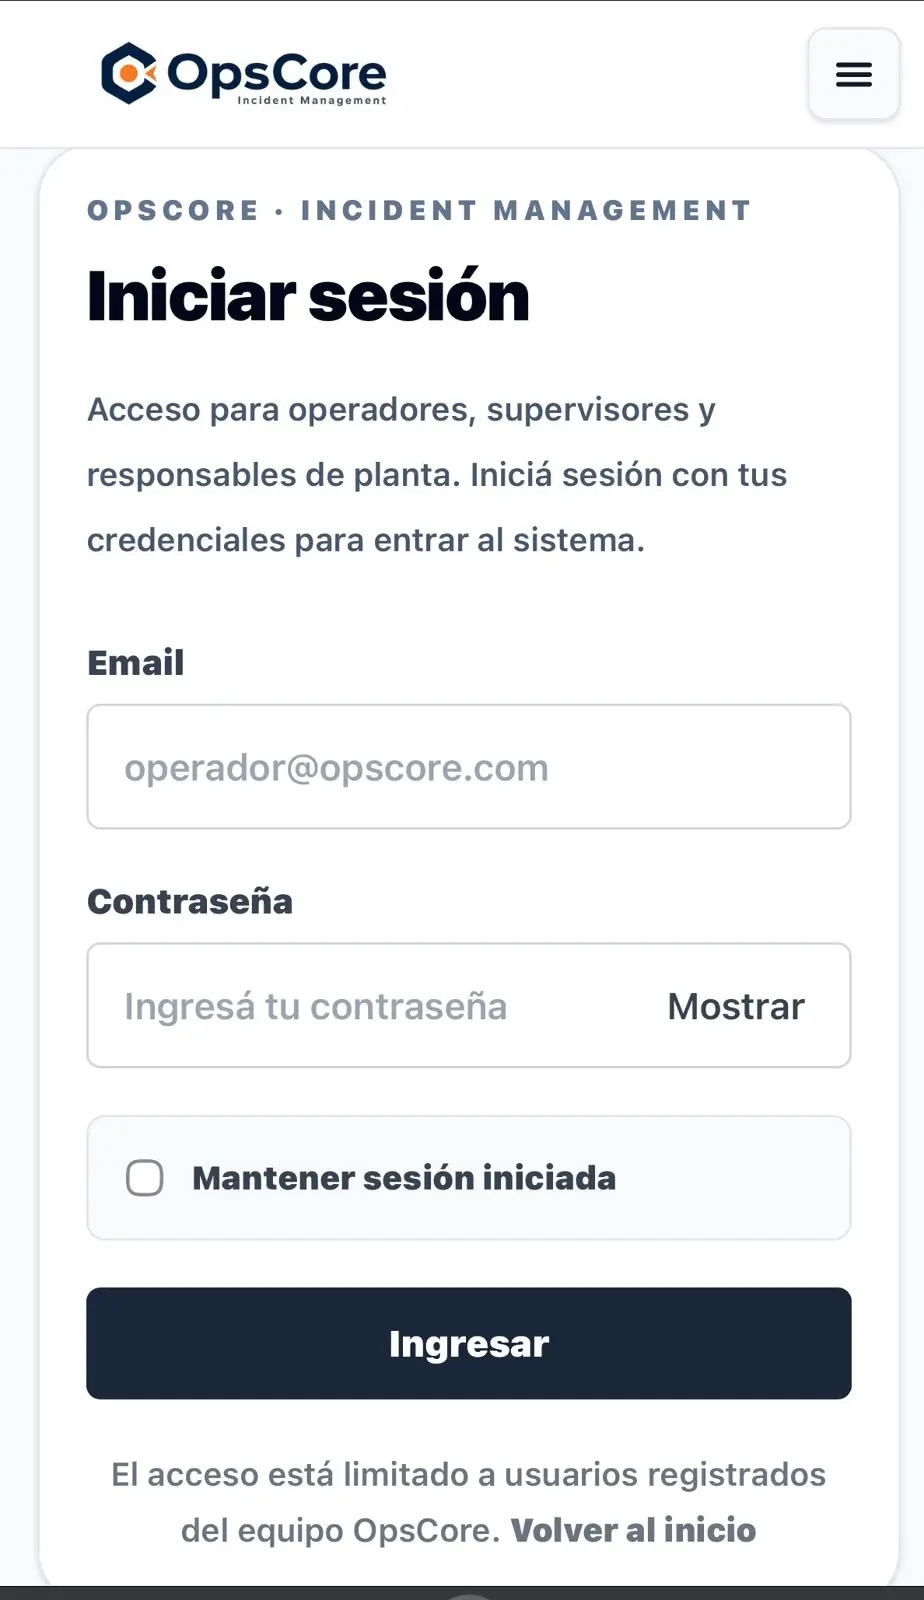 OpsCore
Incident Management
OPSCORE · INCIDENT MANAGEMENT
Iniciar sesión
Acceso para operadores, supervisores y
responsables de planta. Iniciá sesión con tus
credenciales para entrar al sistema.
Email
operador@opscore.com
Contraseña
Ingresá tu contraseña Mostrar
Mantener sesión iniciada
Ingresar
El acceso está limitado a usuarios registrados
del equipo OpsCore. Volver al inicio